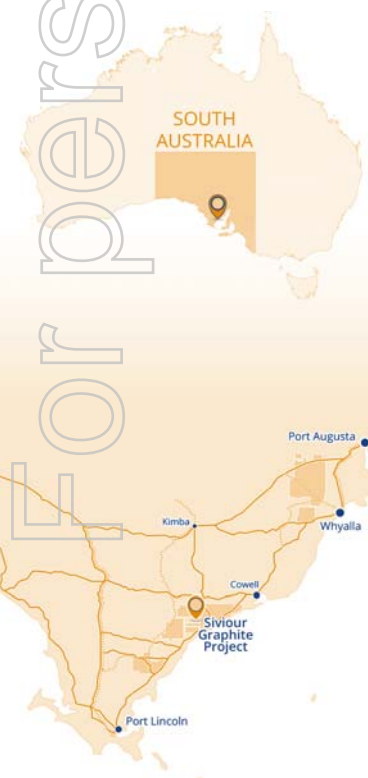 SOUTH
AUSTRALIA
Port Augusta
Kimba
Whyalla
Cowell
Siviour
Graphite
Project
Port Lincoln
For pers